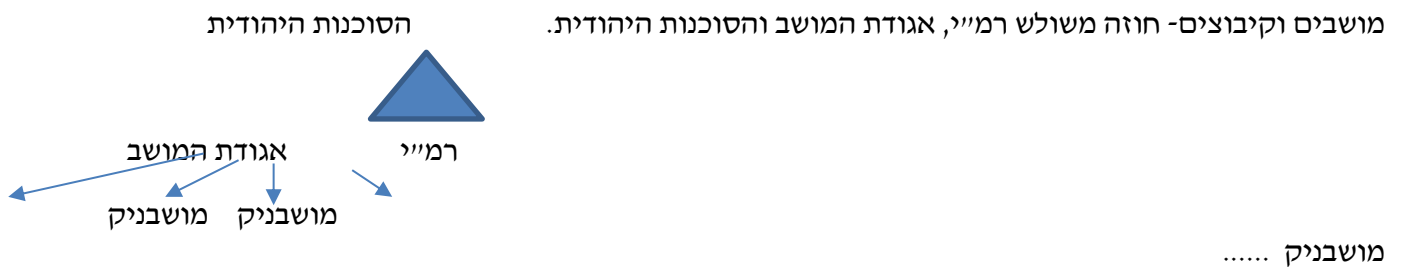 מושבים וקיבוצים- חוזה משולש רמ״י, אגודת המושב והסוכנות היהודית. הסוכנות היהודית
רמ״י אגודת המושב
מושבניק מושבניק
מושבניק ......